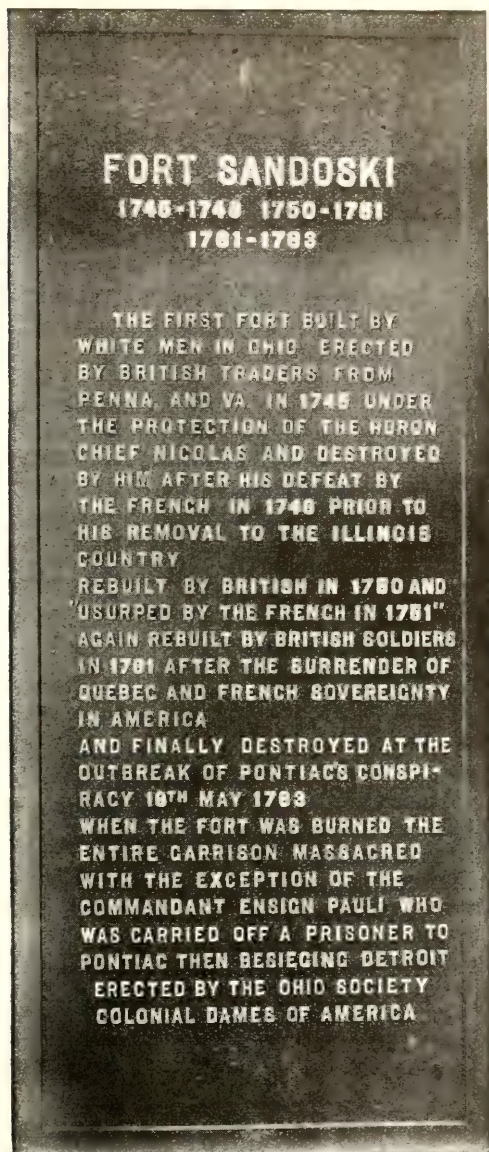 FORT SANDOSKI
1745-1748 1750-1751
1761-1763
THE FIRST FORT BUILT BY
WHITE MEN IN OHIO ERECTED
BY BRITISH TRADERS FROM
PENNA. AND VA. IN 1745 UNDER
THE PROTECTION OF THE HURON
CHIEF NICOLAS AND DESTROYED
BY HIM AFTER HIS DEFEAT BY
THE FRENCH IN 1748 PRIOR TO
HIS REMOVAL TO THE ILLINOIS
COUNTRY
REBUILT BY BRITISH IN 1750 AND
"USURPED BY THE FRENCH IN 1751"
AGAIN REBUILT BY BRITISH SOLDIERS
IN 1761 AFTER THE SURRENDER OF
QUEBEC AND FRENCH SOVEREIGNTY
IN AMERICA
AND FINALLY DESTROYED AT THE
OUTBREAK OF PONTIAC'S CONSPI-
RACY 16TH MAY 1763
WHEN THE FORT WAS BURNED THE
ENTIRE GARRISON MASSACRED
WITH THE EXCEPTION OF THE
COMMANDANT ENSIGN PAULI WHO
WAS CARRIED OFF A PRISONER TO
PONTIAC THEN BESIEGING DETROIT
ERECTED BY THE OHIO SOCIETY
COLONIAL DAMES OF AMERICA